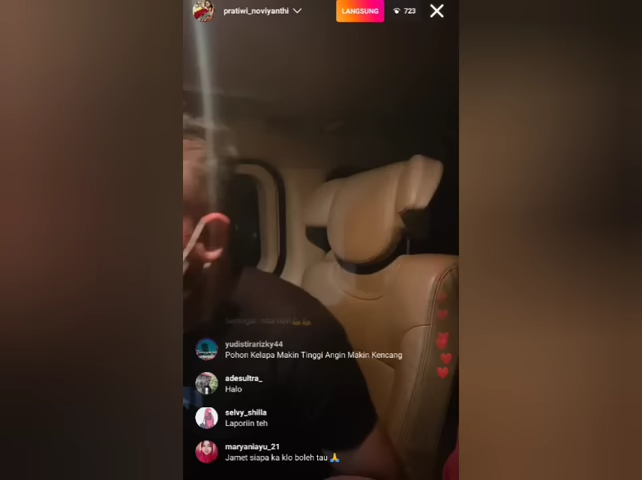 pratiwi_noviyanthi
LANGSUNG
723
yudistirarizky44
Pohon Kelapa Makin Tinggi Angin Makin Kencang
adesultra_
Halo
selvy_shilla
Laporiin teh
maryaniayu_21
Jamet siapa ka klo boleh tau 🙏